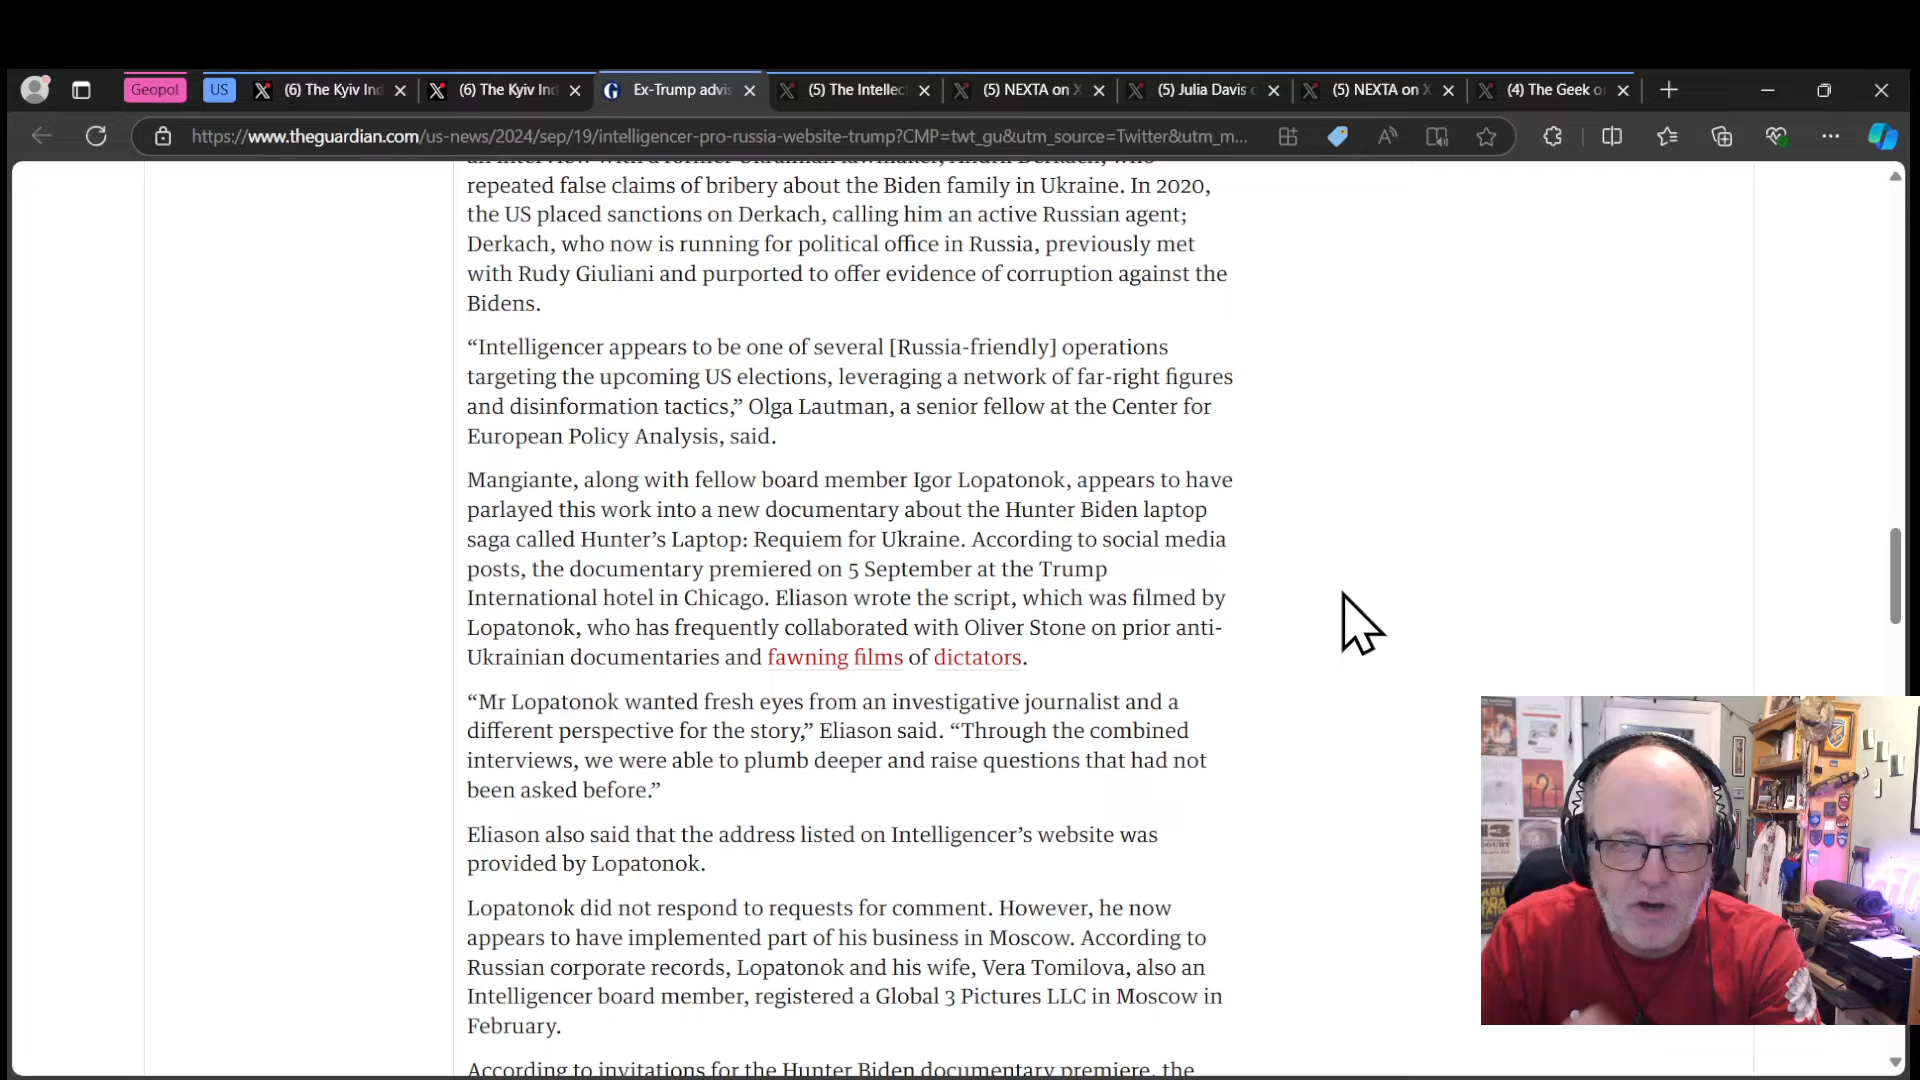 Geopol
US
(6) The Kyiv Ind
(6) The Kyiv Ind
Ex-Trump advis
(5) The Intellec
(5) NEXTA on X
(5) Julia Davis
(5) NEXTA on X
(4) The Geek o
https://www.theguardian.com/us-news/2024/sep/19/intelligencer-pro-russia-website-trump?CMP=twt_gu&utm_source=Twitter&utm_m...
an interview with a former Ukrainian lawmaker, Andrii Derkach, who
repeated false claims of bribery about the Biden family in Ukraine. In 2020,
the US placed sanctions on Derkach, calling him an active Russian agent;
Derkach, who now is running for political office in Russia, previously met
with Rudy Giuliani and purported to offer evidence of corruption against the
Bidens.
“Intelligencer appears to be one of several [Russia-friendly] operations
targeting the upcoming US elections, leveraging a network of far-right figures
and disinformation tactics,” Olga Lautman, a senior fellow at the Center for
European Policy Analysis, said.
Mangiante, along with fellow board member Igor Lopatonok, appears to have
parlayed this work into a new documentary about the Hunter Biden laptop
saga called Hunter’s Laptop: Requiem for Ukraine. According to social media
posts, the documentary premiered on 5 September at the Trump
International hotel in Chicago. Eliason wrote the script, which was filmed by
Lopatonok, who has frequently collaborated with Oliver Stone on prior anti-
Ukrainian documentaries and fawning films of dictators.
“Mr Lopatonok wanted fresh eyes from an investigative journalist and a
different perspective for the story,” Eliason said. “Through the combined
interviews, we were able to plumb deeper and raise questions that had not
been asked before.”
Eliason also said that the address listed on Intelligencer’s website was
provided by Lopatonok.
Lopatonok did not respond to requests for comment. However, he now
appears to have implemented part of his business in Moscow. According to
Russian corporate records, Lopatonok and his wife, Vera Tomilova, also an
Intelligencer board member, registered a Global 3 Pictures LLC in Moscow in
February.
According to invitations for the Hunter Biden documentary premiere, the